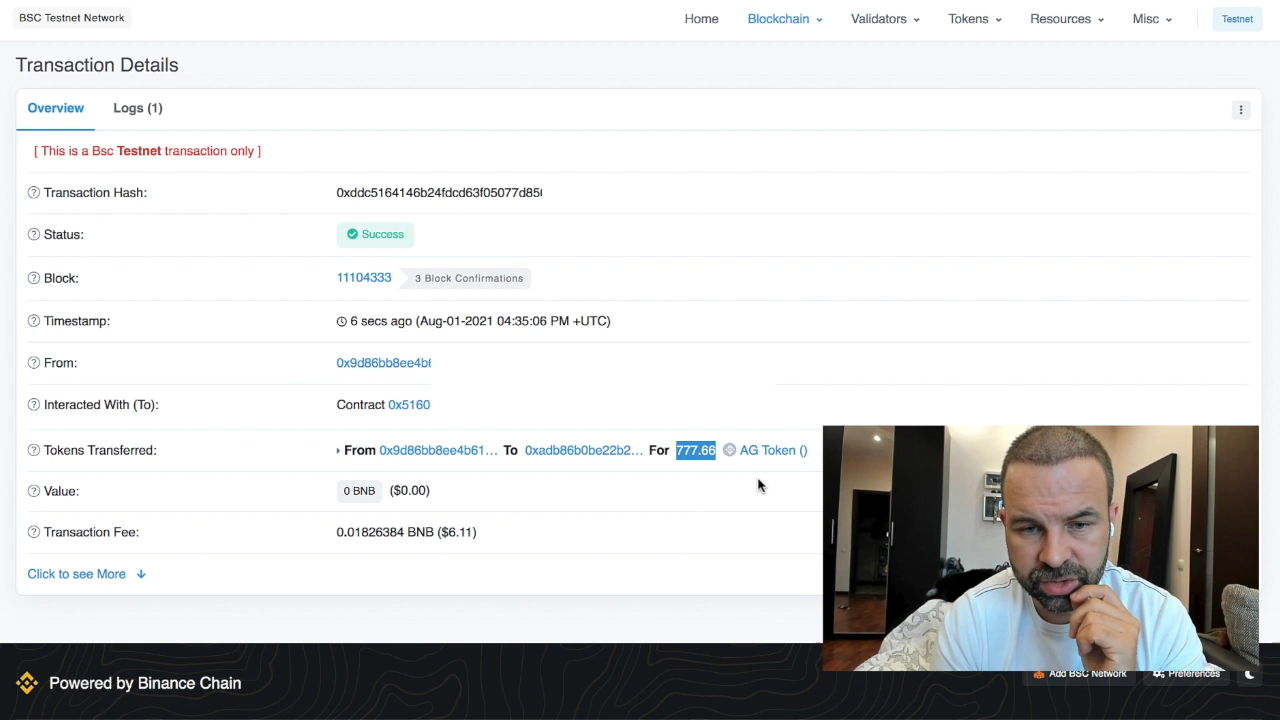 BSC Testnet Network
Home Blockchain Validators Tokens Resources Misc Testnet
Transaction Details
Overview Logs (1)
[ This is a Bsc Testnet transaction only ]
Transaction Hash: 0xddc5164146b24fdcd63f05077d85
Status: Success
Block: 11104333 3 Block Confirmations
Timestamp: 6 secs ago (Aug-01-2021 04:35:06 PM +UTC)
From: 0x9d86bb8ee4b6
Interacted With (To): Contract 0x5160
Tokens Transferred: From 0x9d86bb8ee4b61... To 0xadb86b0be22b2... For 777.66 AG Token ()
Value: 0 BNB ($0.00)
Transaction Fee: 0.01826384 BNB ($6.11)
Click to see More
Powered by Binance Chain
Add BSC Network Preferences